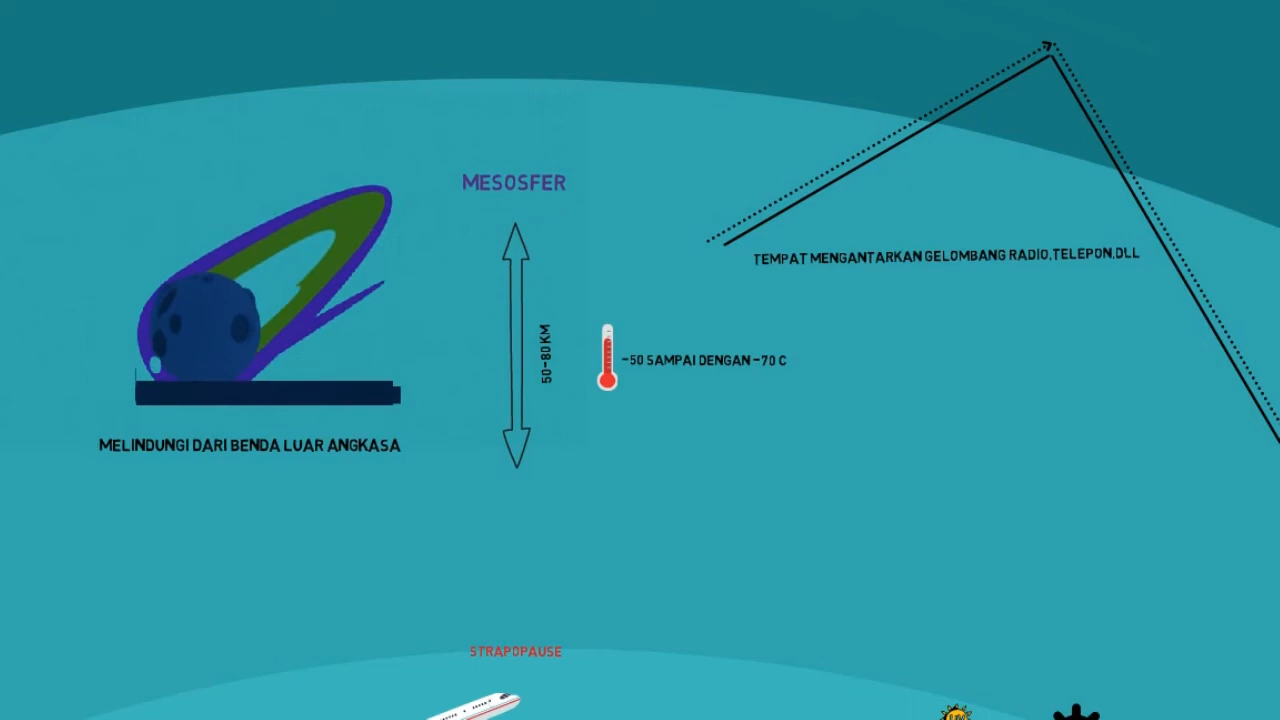 MESOSFER
TEMPAT MENGANTARKAN GELOMBANG RADIO,TELEPON,DLL
50-80 KM
-50 SAMPAI DENGAN -70 C
MELINDUNGI DARI BENDA LUAR ANGKASA
STRAPOPAUSE